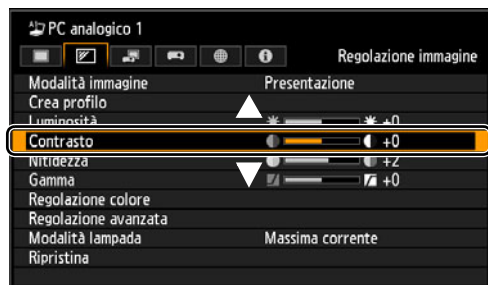 PC analogico 1
Regolazione immagine
Modalità immagine Presentazione
Crea profilo
Luminosità +0
Contrasto +0
Nitidezza +2
Gamma +0
Regolazione colore
Regolazione avanzata
Modalità lampada Massima corrente
Ripristina